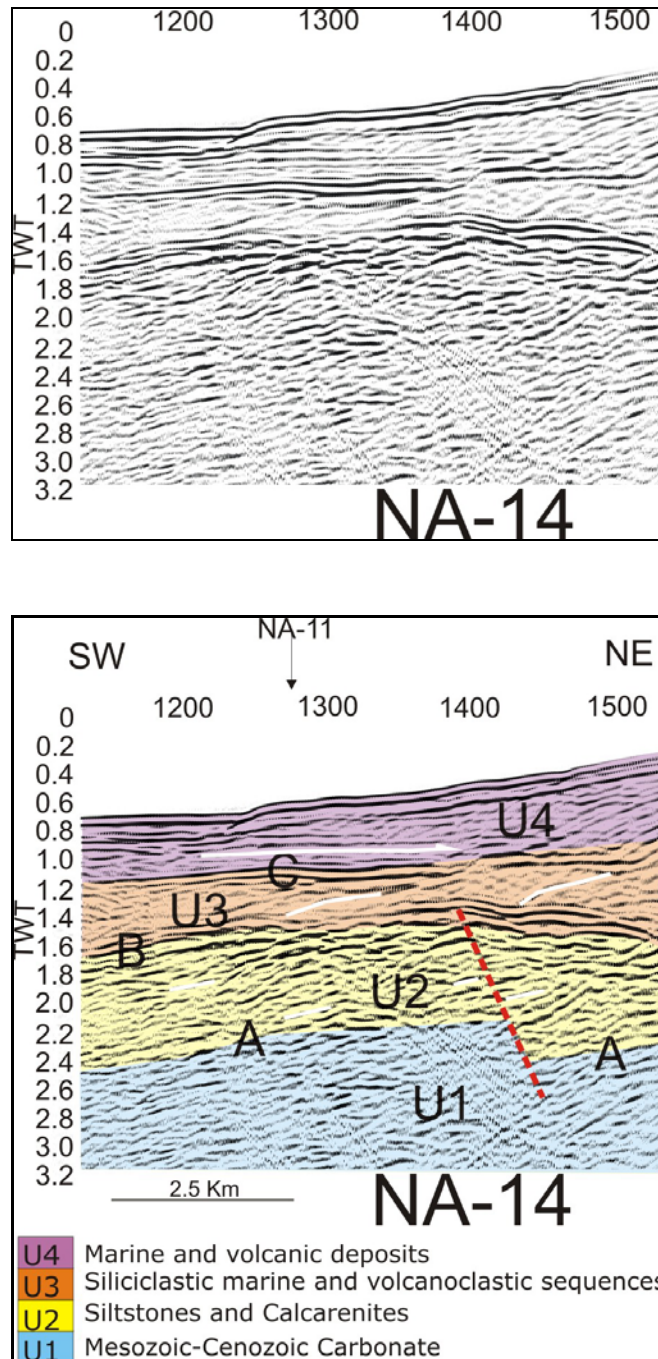 1200 1300 1400 1500
0
0.2
0.4
0.6
0.8
1.0
1.2
1.4
1.6
1.8
2.0
2.2
2.4
2.6
2.8
3.0
3.2
TWT
NA-14
NA-11
SW NE
1200 1300 1400 1500
0
0.2
0.4
0.6
0.8
1.0
1.2
1.4
1.6
1.8
2.0
2.2
2.4
2.6
2.8
3.0
3.2
TWT
U4
C
U3
B
U2
A A
U1
2.5 Km
NA-14
U4 Marine and volcanic deposits
U3 Siliciclastic marine and volcanoclastic sequences
U2 Siltstones and Calcarenites
U1 Mesozoic-Cenozoic Carbonate